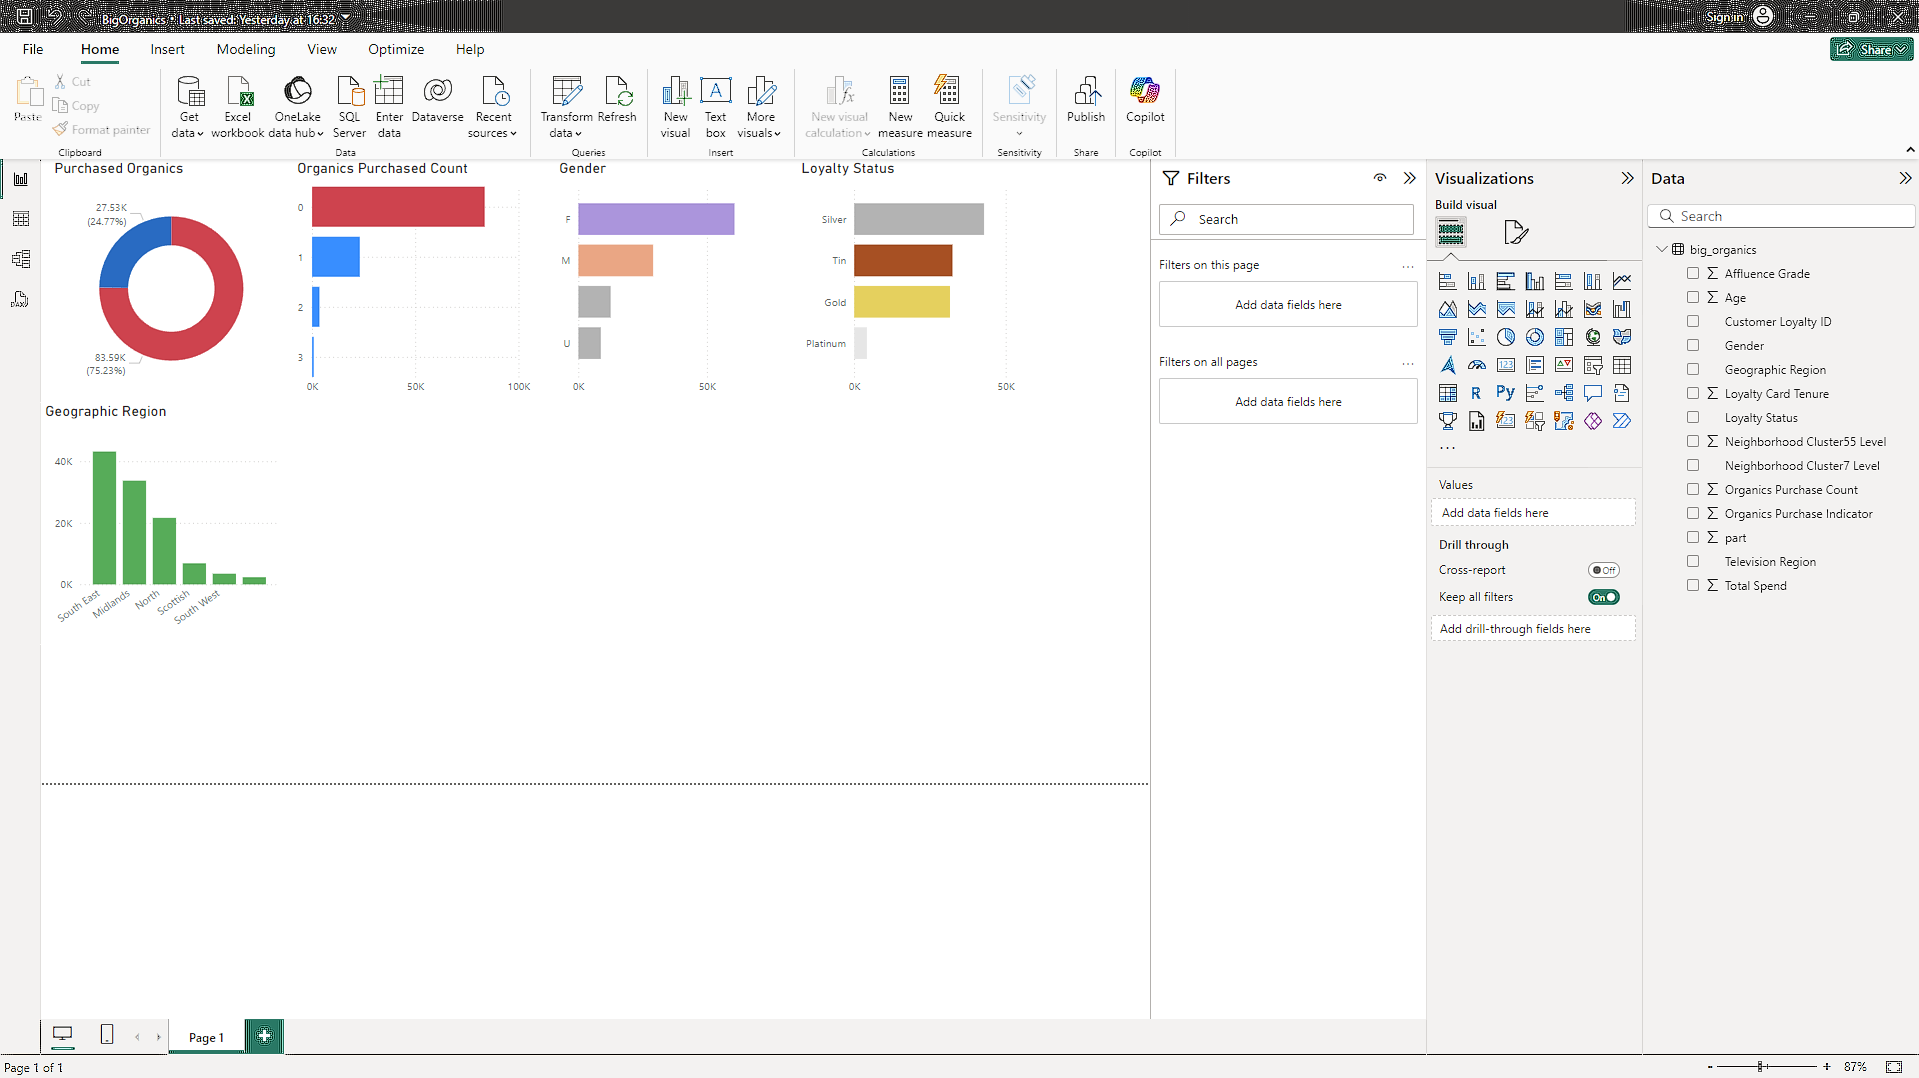 BigOrganics • Last saved: Yesterday at 16:32
Sign in
File
Home
Insert
Modeling
View
Optimize
Help
Share
Paste
Cut
Copy
Format painter
Clipboard
Get
data
Excel
workbook
OneLake
data hub
SQL
Server
Enter
data
Dataverse
Recent
sources
Data
Transform
data
Refresh
Queries
New
visual
Text
box
More
visuals
Insert
New visual
calculation
New
measure
Quick
measure
Calculations
Sensitivity
Sensitivity
Publish
Share
Copilot
Copilot
Purchased Organics
27.53K
(24.77%)
83.59K
(75.23%)
Organics Purchased Count
0
1
2
3
0K
50K
100K
Gender
F
M
U
0K
50K
Loyalty Status
Silver
Tin
Gold
Platinum
0K
50K
Geographic Region
40K
20K
0K
South East
Midlands
North
Scottish
South West
Filters
Search
Filters on this page
...
Add data fields here
Filters on all pages
...
Add data fields here
Visualizations
Build visual
123
R
Py
123
...
Values
Add data fields here
Drill through
Cross-report
Off
Keep all filters
On
Add drill-through fields here
Data
Search
big_organics
Σ Affluence Grade
Σ Age
Customer Loyalty ID
Gender
Geographic Region
Σ Loyalty Card Tenure
Loyalty Status
Σ Neighborhood Cluster55 Level
Neighborhood Cluster7 Level
Σ Organics Purchase Count
Σ Organics Purchase Indicator
Σ part
Television Region
Σ Total Spend
Page 1
+
Page 1 of 1
- + 87%